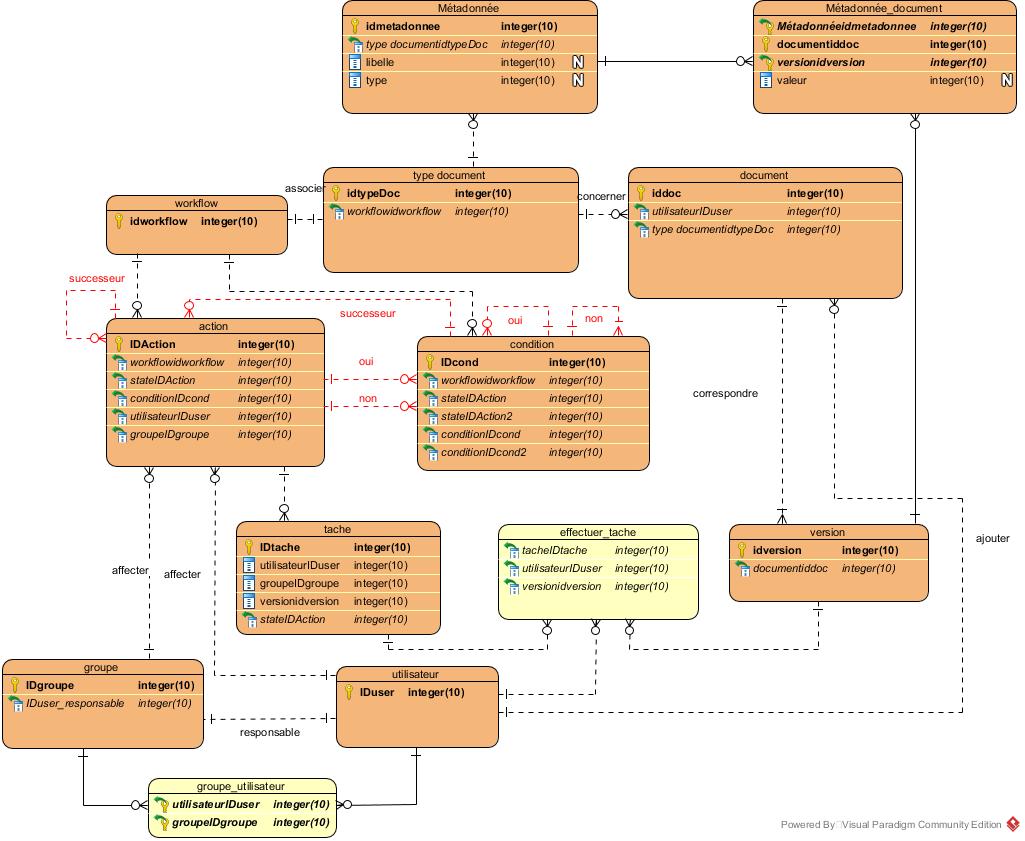 Métadonnée
idmetadonnee integer(10)
type documentidtypeDoc integer(10)
libelle integer(10) N
type integer(10) N
Métadonnée_document
Métadonnéeidmetadonnee integer(10)
documentiddoc integer(10)
versionidversion integer(10)
valeur integer(10) N
workflow
idworkflow integer(10)
associer
type document
idtypeDoc integer(10)
workflowidworkflow integer(10)
concerner
document
iddoc integer(10)
utilisateurIDuser integer(10)
type documentidtypeDoc integer(10)
successeur
successeur
oui
non
action
IDAction integer(10)
workflowidworkflow integer(10)
stateIDAction integer(10)
conditionIDcond integer(10)
utilisateurIDuser integer(10)
groupeIDgroupe integer(10)
oui
non
condition
IDcond integer(10)
workflowidworkflow integer(10)
stateIDAction integer(10)
stateIDAction2 integer(10)
conditionIDcond integer(10)
conditionIDcond2 integer(10)
correspondre
tache
IDtache integer(10)
utilisateurIDuser integer(10)
groupeIDgroupe integer(10)
versionidversion integer(10)
stateIDAction integer(10)
effectuer_tache
tacheIDtache integer(10)
utilisateurIDuser integer(10)
versionidversion integer(10)
version
idversion integer(10)
documentiddoc integer(10)
ajouter
affecter
affecter
groupe
IDgroupe integer(10)
IDuser_responsable integer(10)
responsable
utilisateur
IDuser integer(10)
groupe_utilisateur
utilisateurIDuser integer(10)
groupeIDgroupe integer(10)
Powered By Visual Paradigm Community Edition